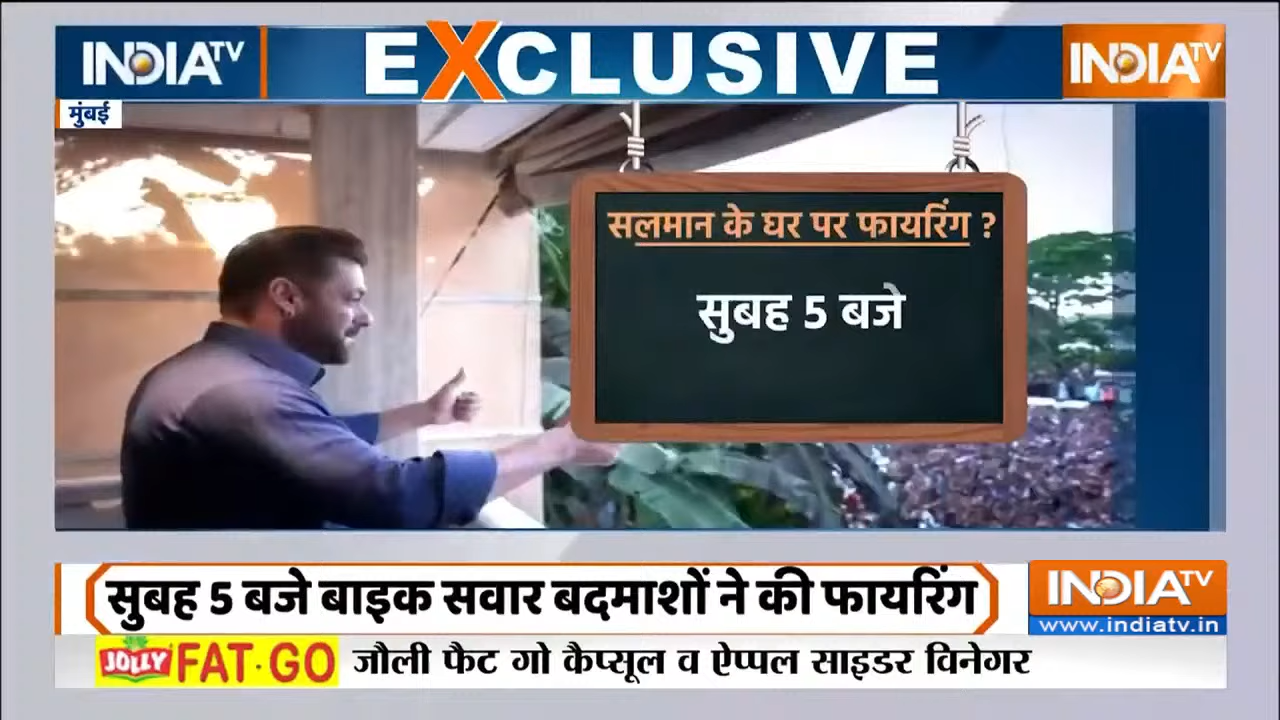 INDIA TV
EXCLUSIVE
INDIA TV
मुंबई
सलमान के घर पर फायरिंग ?
सुबह 5 बजे
सुबह 5 बजे बाइक सवार बदमाशों ने की फायरिंग
INDIA TV
www.indiatv.in
JOLLY FAT·GO जौली फैट गो कैप्सूल व ऐप्पल साइडर विनेगर